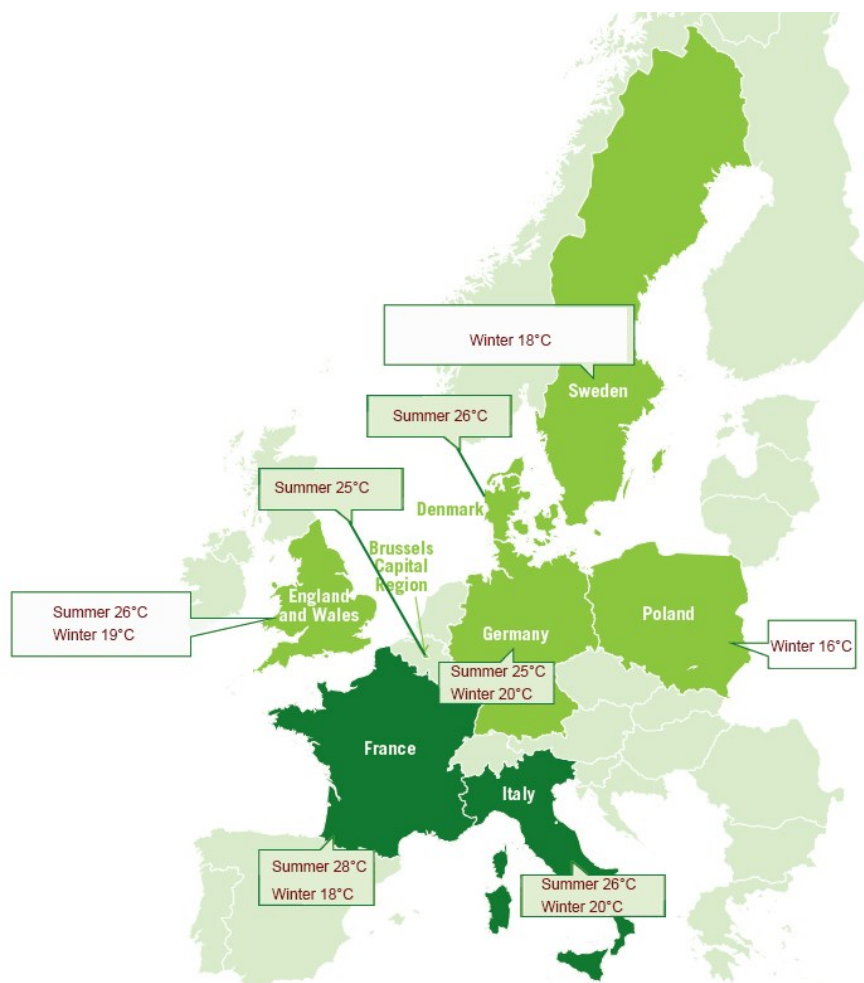 Winter 18°C
Sweden
Summer 26°C
Denmark
Summer 25°C
Brussels
Capital
Region
England
and Wales
Summer 26°C
Winter 19°C
Poland
Winter 16°C
Germany
Summer 25°C
Winter 20°C
France
Summer 28°C
Winter 18°C
Italy
Summer 26°C
Winter 20°C